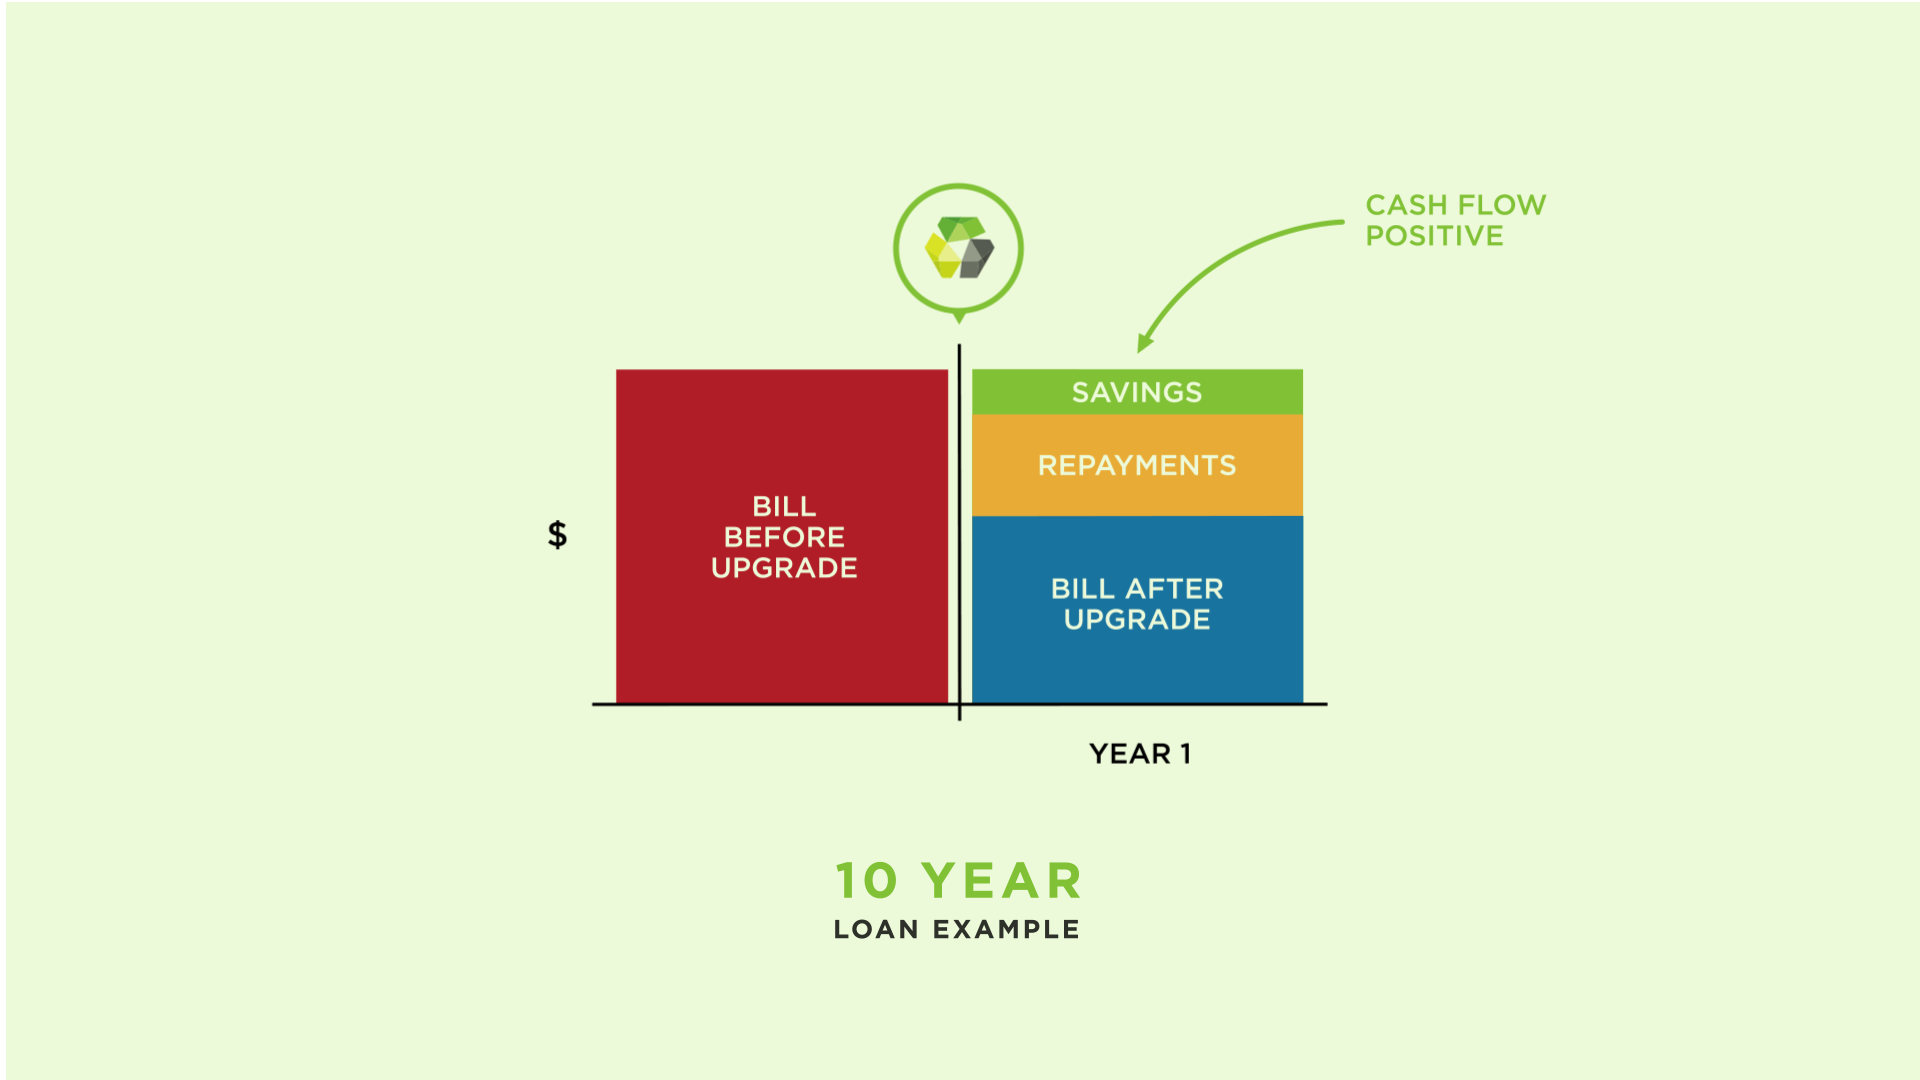 CASH FLOW
POSITIVE
$
BILL
BEFORE
UPGRADE
SAVINGS
REPAYMENTS
BILL AFTER
UPGRADE
YEAR 1
10 YEAR
LOAN EXAMPLE